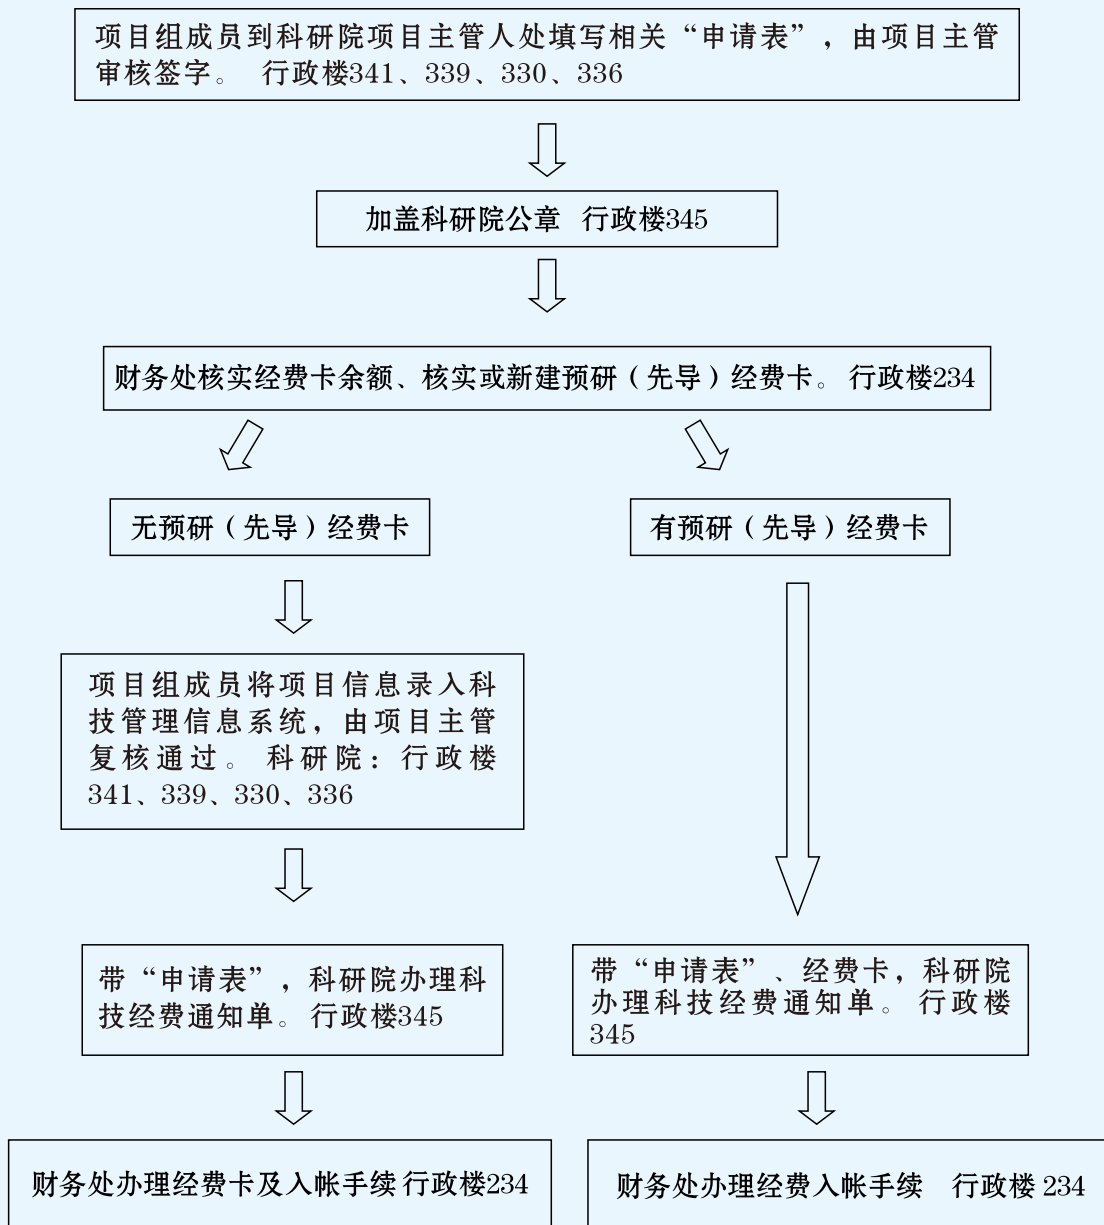 项目组成员到科研院项目主管人处填写相关“申请表”，由项目主管
审核签字。 行政楼341、339、330、336
加盖科研院公章 行政楼345
财务处核实经费卡余额、核实或新建预研（先导）经费卡。 行政楼234
无预研（先导）经费卡
有预研（先导）经费卡
项目组成员将项目信息录入科
技管理信息系统，由项目主管
复核通过。 科研院：行政楼
341、339、330、336
带“申请表”，科研院办理科
技经费通知单。 行政楼345
带“申请表”、经费卡，科研院
办理科技经费通知单。 行政楼
345
财务处办理经费卡及入帐手续 行政楼234
财务处办理经费入帐手续 行政楼 234